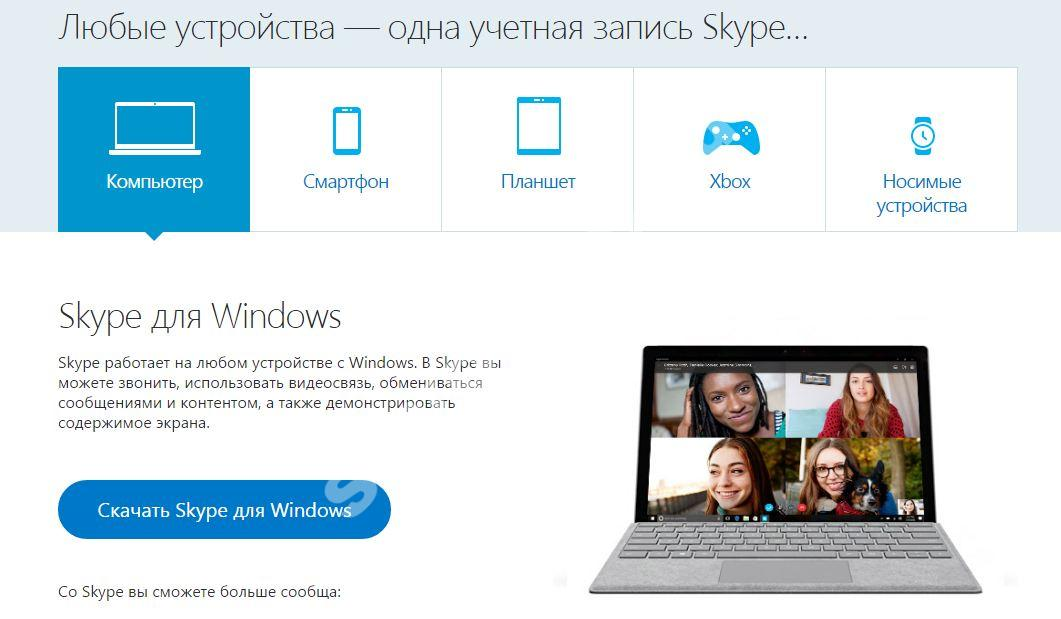 Любые устройства — одна учетная запись Skype...
Компьютер
Смартфон
Планшет
Xbox
Носимые
устройства
Skype для Windows
Skype работает на любом устройстве с Windows. В Skype вы
можете звонить, использовать видеосвязь, обмениваться
сообщениями и контентом, а также демонстрировать
содержимое экрана.
Скачать Skype для Windows
Со Skype вы сможете больше сообща: